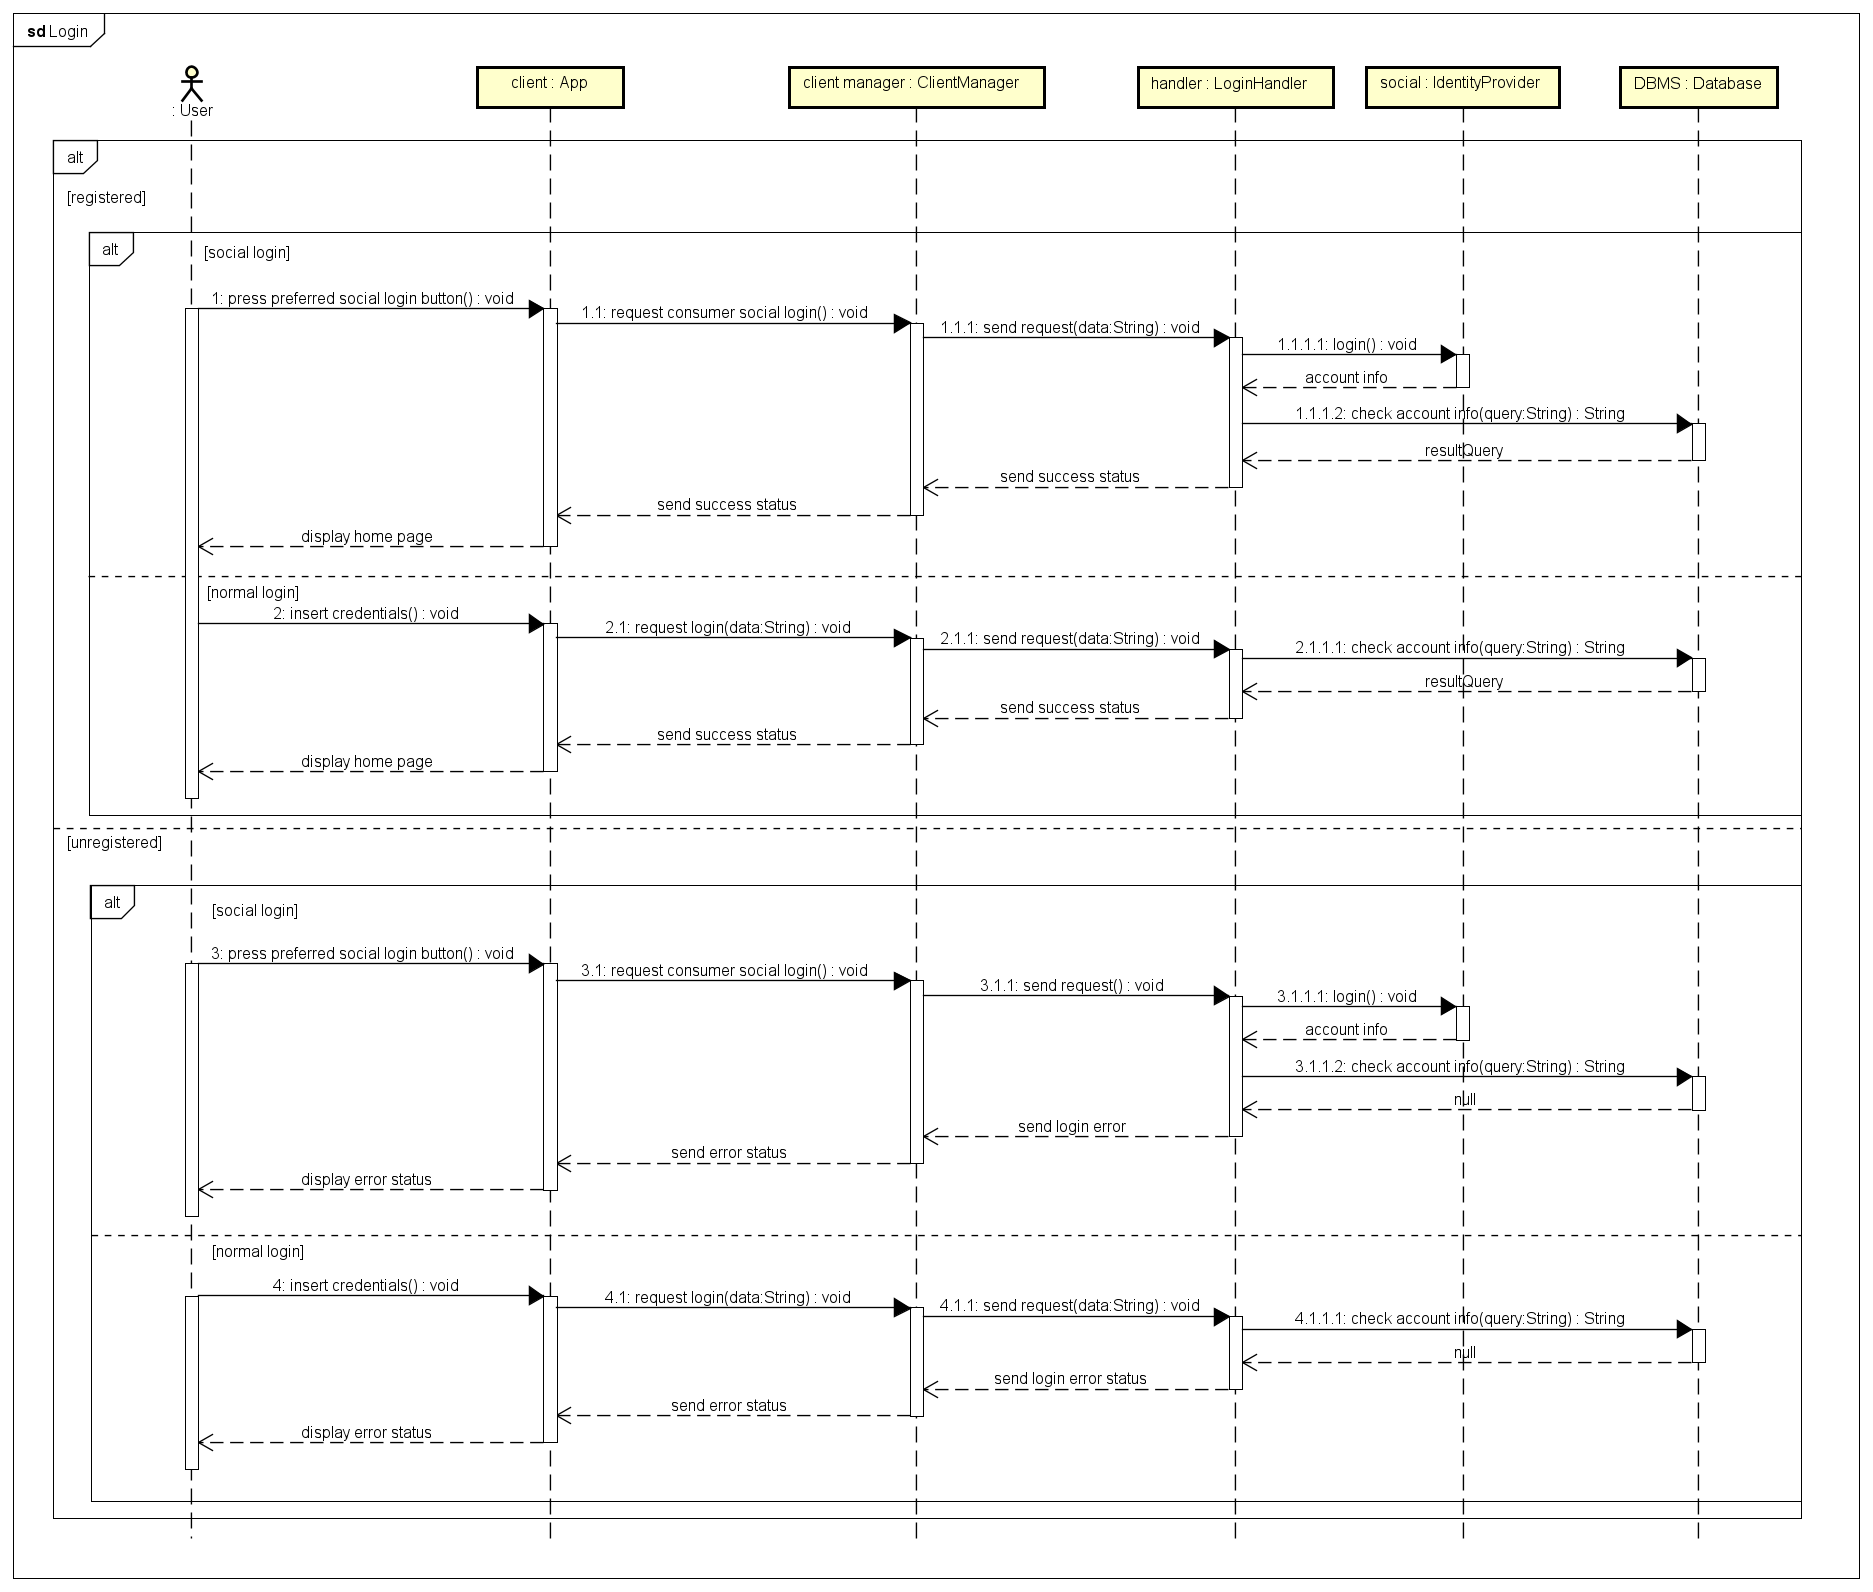 sd Login
: User
client : App
client manager : ClientManager
handler : LoginHandler
social : IdentityProvider
DBMS : Database
alt
[registered]
alt
[social login]
1: press preferred social login button() : void
1.1: request consumer social login() : void
1.1.1: send request(data:String) : void
1.1.1.1: login() : void
account info
1.1.1.2: check account info(query:String) : String
resultQuery
send success status
send success status
display home page
[normal login]
2: insert credentials() : void
2.1: request login(data:String) : void
2.1.1: send request(data:String) : void
2.1.1.1: check account info(query:String) : String
resultQuery
send success status
send success status
display home page
[unregistered]
alt
[social login]
3: press preferred social login button() : void
3.1: request consumer social login() : void
3.1.1: send request() : void
3.1.1.1: login() : void
account info
3.1.1.2: check account info(query:String) : String
null
send login error
send error status
display error status
[normal login]
4: insert credentials() : void
4.1: request login(data:String) : void
4.1.1: send request(data:String) : void
4.1.1.1: check account info(query:String) : String
null
send login error status
send error status
display error status